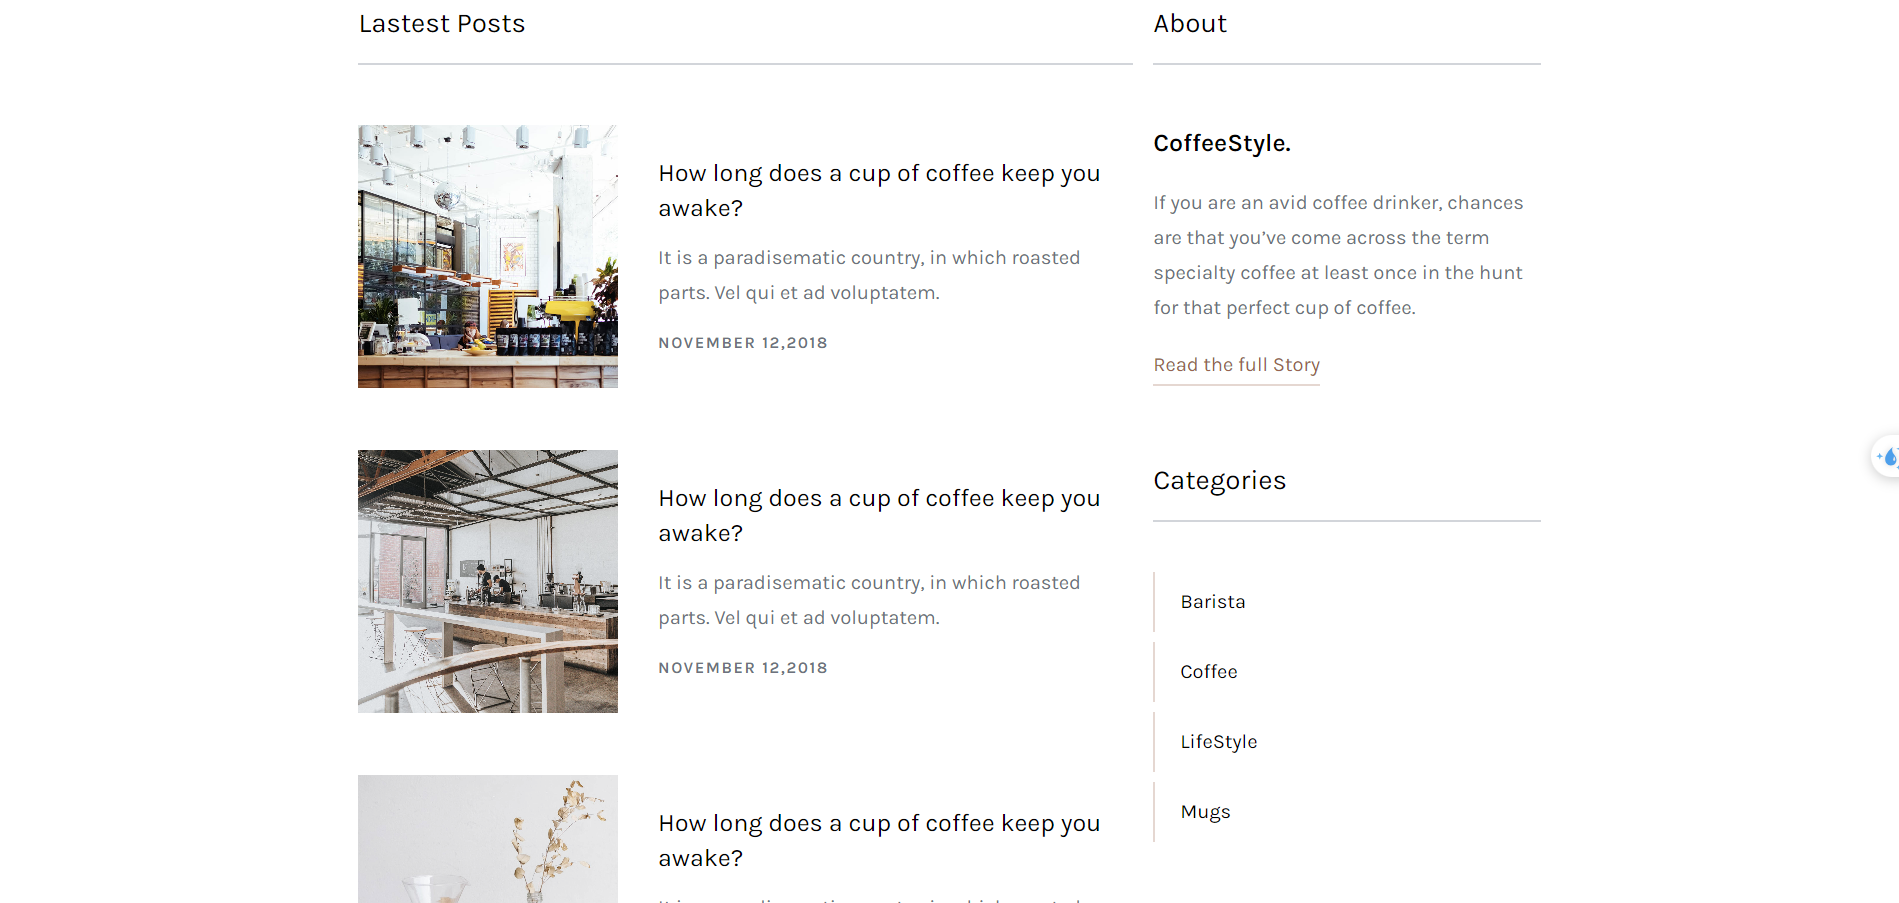 Lastest Posts
How long does a cup of coffee keep you
awake?
It is a paradisematic country, in which roasted
parts. Vel qui et ad voluptatem.
NOVEMBER 12,2018
How long does a cup of coffee keep you
awake?
It is a paradisematic country, in which roasted
parts. Vel qui et ad voluptatem.
NOVEMBER 12,2018
How long does a cup of coffee keep you
awake?
About
CoffeeStyle.
If you are an avid coffee drinker, chances
are that you’ve come across the term
specialty coffee at least once in the hunt
for that perfect cup of coffee.
Read the full Story
Categories
Barista
Coffee
LifeStyle
Mugs